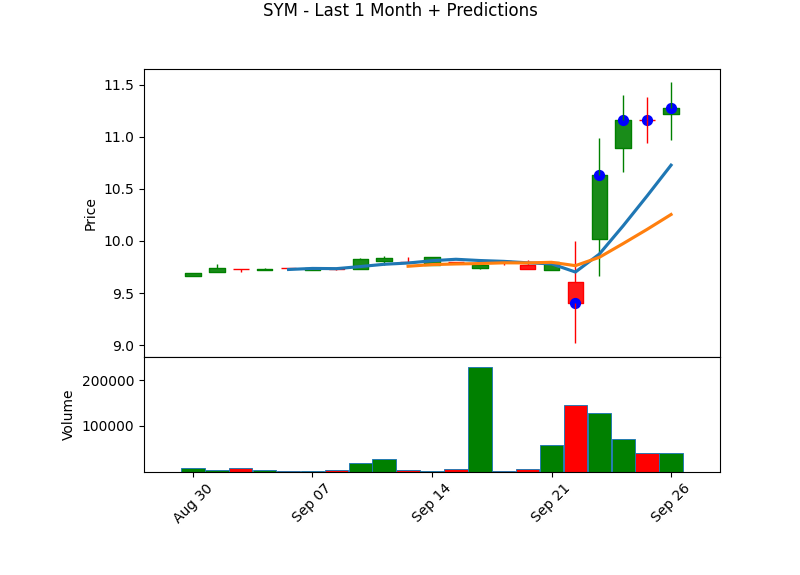 SYM - Last 1 Month + Predictions
11.5
11.0
10.5
10.0
9.5
9.0
Price
200000
100000
Volume
Aug 30
Sep 07
Sep 14
Sep 21
Sep 26